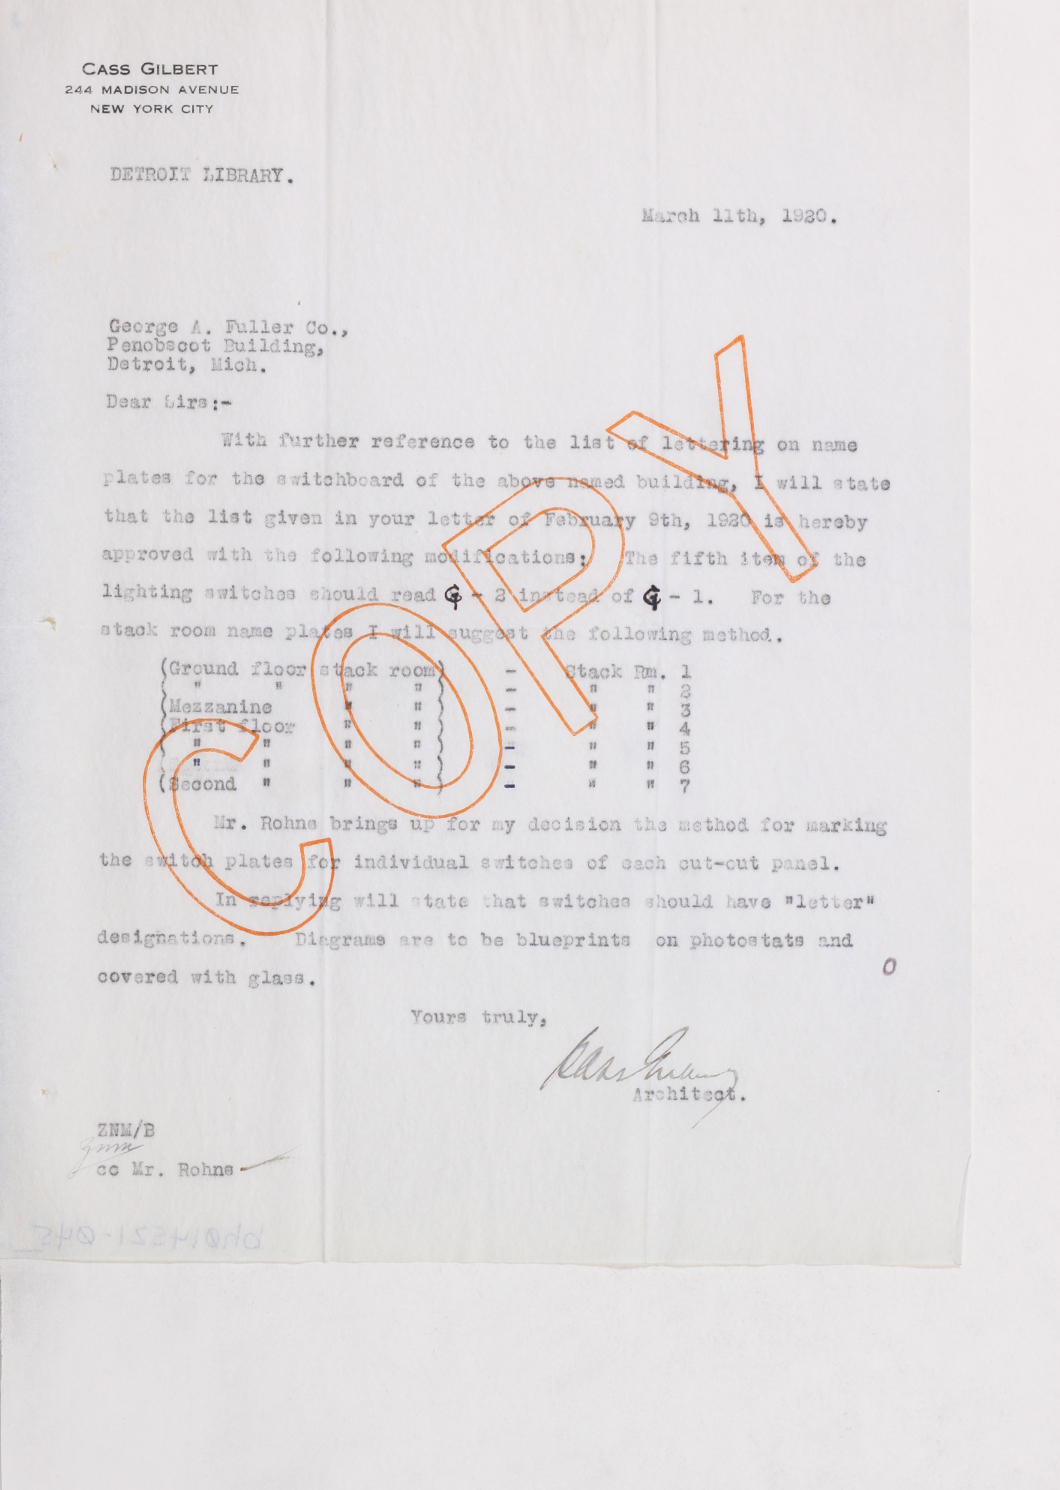 CASS GILBERT
244 MADISON AVENUE
NEW YORK CITY
DETROIT LIBRARY.
March 11th, 1920.
George A. Fuller Co.,
Penobscot Building,
Detroit, Mich.
Dear Sirs:-
With further reference to the list of lettering on name
plates for the switchboard of the above named building, I will state
that the list given in your letter of February 9th, 1920 is hereby
approved with the following modifications: The fifth item of the
lighting switches should read G - 2 instead of G - 1. For the
stack room name plates I will suggest the following method.
(Ground floor stack room) - Stack Rm. 1
( " " " " ) - " " 2
(Mezzanine " " ) - " " 3
(First floor " " ) - " " 4
( " " " " ) - " " 5
( " " " " ) - " " 6
(Second " " " ) - " " 7
Mr. Rohns brings up for my decision the method for marking
the switch plates for individual switches of each cut-out panel.
In replying will state that switches should have "letter"
designations. Diagrams are to be blueprints on photostats and
covered with glass.
O
Yours truly,
Cass Gilbert
Architect.
ZNM/B
znm
cc Mr. Rohns
bh014521-045
COPY